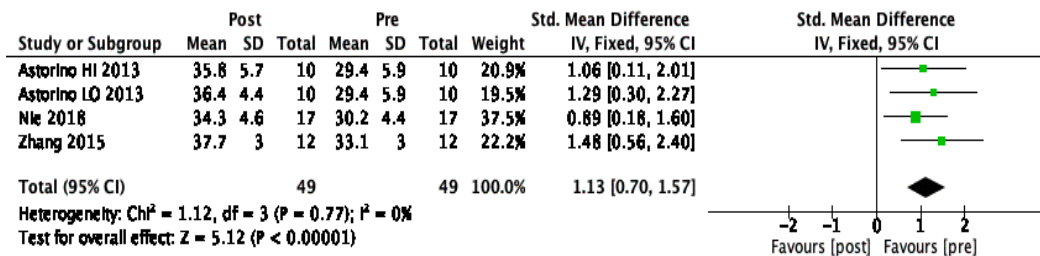 Post Pre Std. Mean Difference Std. Mean Difference
Study or Subgroup Mean SD Total Mean SD Total Weight IV, Fixed, 95% CI IV, Fixed, 95% CI
Astorino HI 2013 35.8 5.7 10 29.4 5.9 10 20.9% 1.06 [0.11, 2.01]
Astorino LO 2013 36.4 4.4 10 29.4 5.9 10 19.5% 1.29 [0.30, 2.27]
Nie 2018 34.3 4.6 17 30.2 4.4 17 37.5% 0.89 [0.18, 1.60]
Zhang 2015 37.7 3 12 33.1 3 12 22.2% 1.48 [0.56, 2.40]
Total (95% CI) 49 49 100.0% 1.13 [0.70, 1.57]
Heterogeneity: Chi² = 1.12, df = 3 (P = 0.77); I² = 0%
Test for overall effect: Z = 5.12 (P < 0.00001)
-2 -1 0 1 2
Favours [post] Favours [pre]